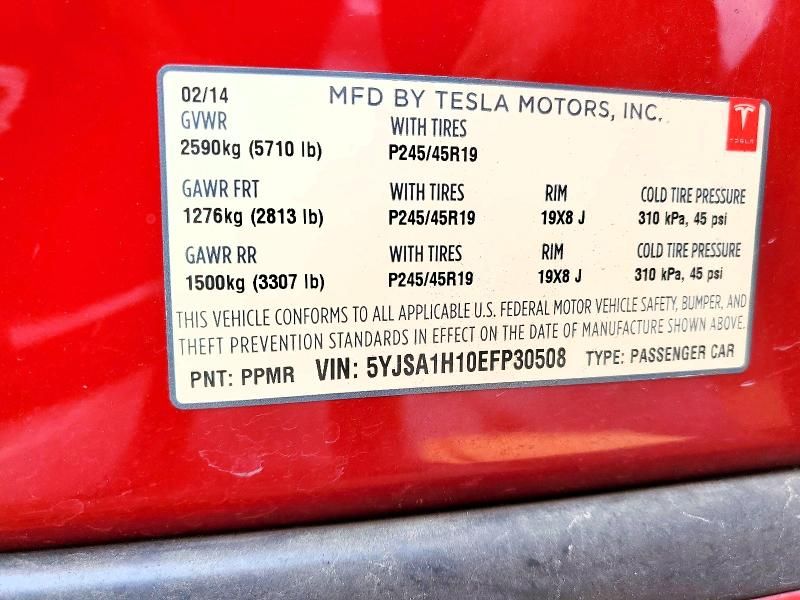 02/14 MFD BY TESLA MOTORS, INC.
TESLA
GVWR WITH TIRES
2590kg (5710 lb) P245/45R19
GAWR FRT WITH TIRES RIM COLD TIRE PRESSURE
1276kg (2813 lb) P245/45R19 19X8 J 310 kPa, 45 psi
GAWR RR WITH TIRES RIM COLD TIRE PRESSURE
1500kg (3307 lb) P245/45R19 19X8 J 310 kPa, 45 psi
THIS VEHICLE CONFORMS TO ALL APPLICABLE U.S. FEDERAL MOTOR VEHICLE SAFETY, BUMPER, AND
THEFT PREVENTION STANDARDS IN EFFECT ON THE DATE OF MANUFACTURE SHOWN ABOVE.
PNT: PPMR VIN: 5YJSA1H10EFP30508 TYPE: PASSENGER CAR